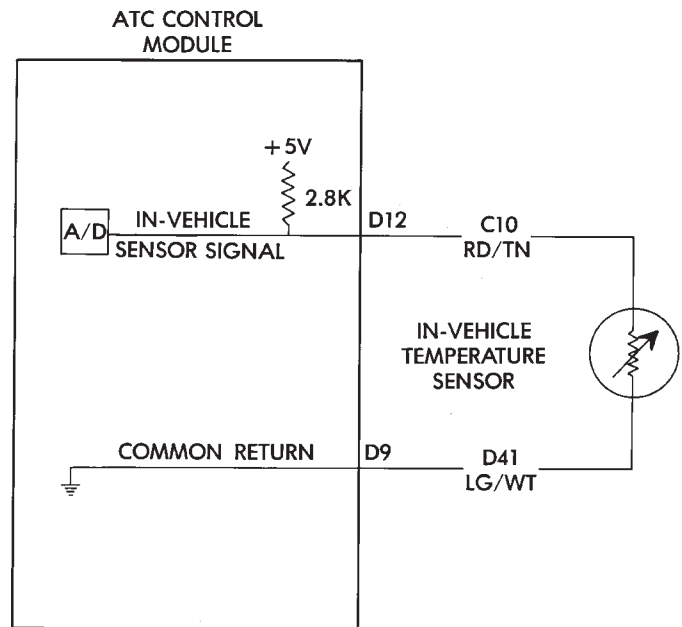 ATC CONTROL
MODULE
+5V
2.8K
A/D
IN-VEHICLE
SENSOR SIGNAL
D12
C10
RD/TN
IN-VEHICLE
TEMPERATURE
SENSOR
COMMON RETURN
D9
D41
LG/WT